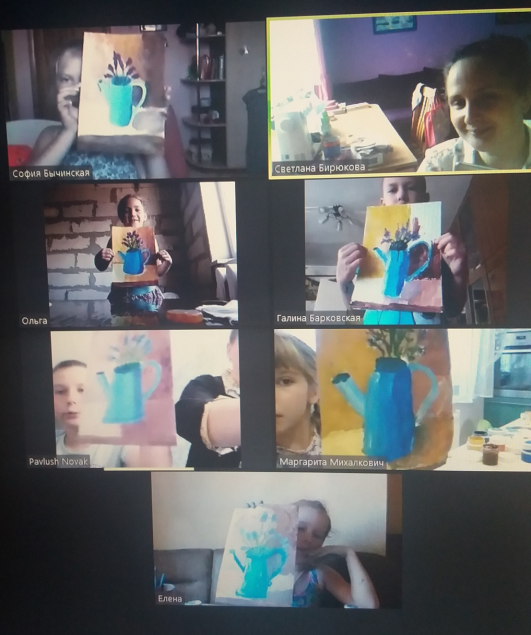 София Бычинская
Светлана Бирюкова
Ольга
Галина Барковская
Pavlush Novak
Маргарита Михалкович
Елена